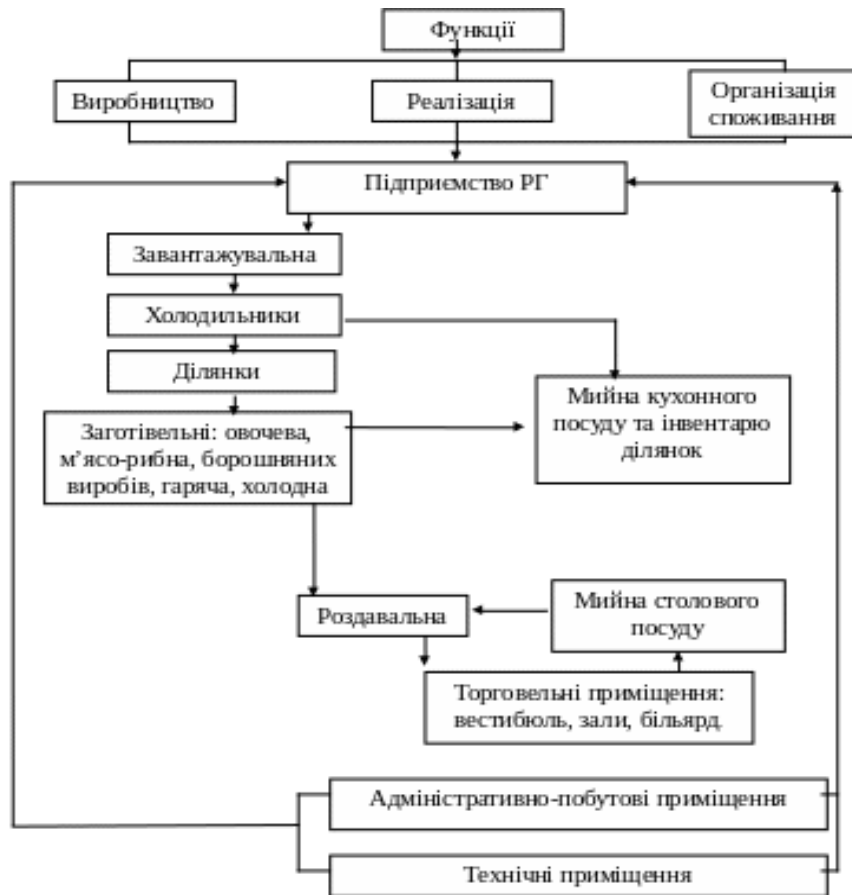 Функції
Виробництво
Реалізація
Організація
споживання
Підприємство РГ
Завантажувальна
Холодильники
Ділянки
Заготівельні: овочева,
м’ясо-рибна, борошняних
виробів, гаряча, холодна
Мийна кухонного
посуду та інвентарю
ділянок
Роздавальна
Мийна столового
посуду
Торговельні приміщення:
вестибюль, зали, більярд.
Адміністративно-побутові приміщення
Технічні приміщення